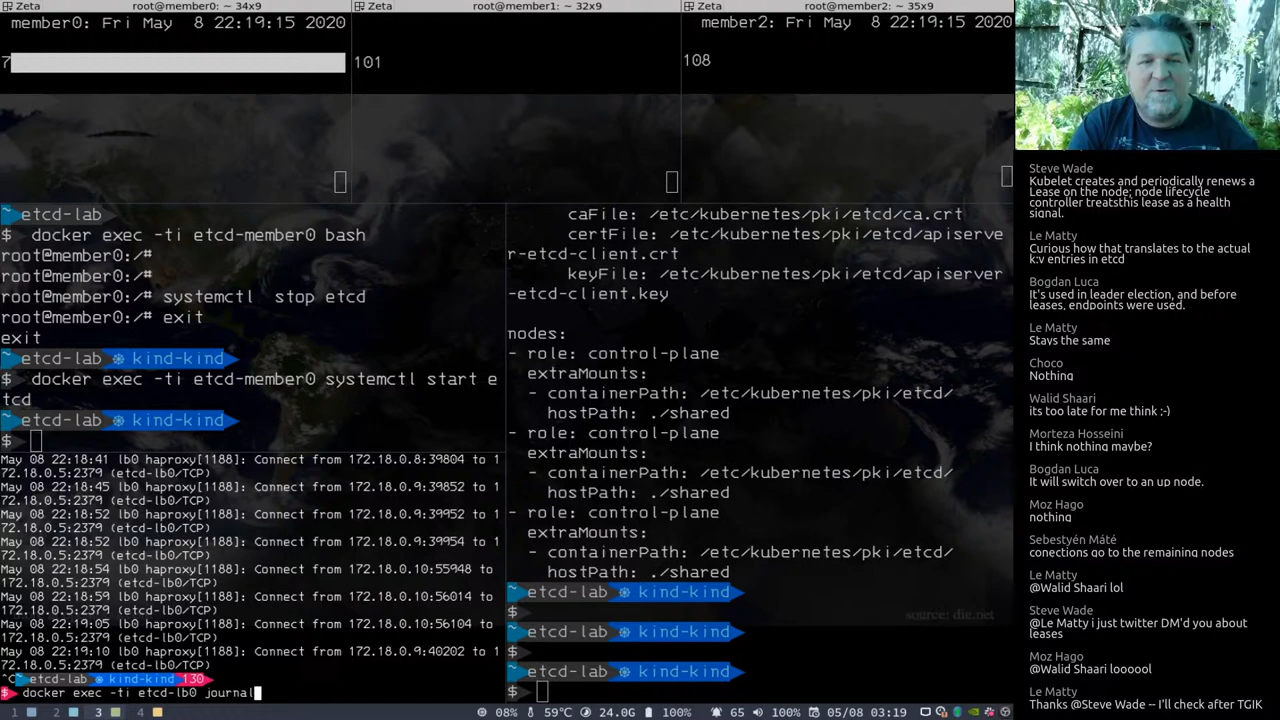 Zeta root@member0: ~ 34x9
Zeta root@member1: ~ 32x9
Zeta root@member2: ~ 35x9
member0: Fri May 8 22:19:15 2020
member2: Fri May 8 22:19:15 2020
7
101
108
~ etcd-lab
$ docker exec -ti etcd-member0 bash
root@member0:/#
root@member0:/#
root@member0:/# systemctl stop etcd
root@member0:/# exit
exit
~ etcd-lab ⎈ kind-kind
$ docker exec -ti etcd-member0 systemctl start e
tcd
~ etcd-lab ⎈ kind-kind
$
May 08 22:18:41 lb0 haproxy[1188]: Connect from 172.18.0.8:39804 to 1
72.18.0.5:2379 (etcd-lb0/TCP)
May 08 22:18:45 lb0 haproxy[1188]: Connect from 172.18.0.9:39852 to 1
72.18.0.5:2379 (etcd-lb0/TCP)
May 08 22:18:52 lb0 haproxy[1188]: Connect from 172.18.0.9:39952 to 1
72.18.0.5:2379 (etcd-lb0/TCP)
May 08 22:18:52 lb0 haproxy[1188]: Connect from 172.18.0.9:39954 to 1
72.18.0.5:2379 (etcd-lb0/TCP)
May 08 22:18:54 lb0 haproxy[1188]: Connect from 172.18.0.10:55948 to
172.18.0.5:2379 (etcd-lb0/TCP)
May 08 22:18:59 lb0 haproxy[1188]: Connect from 172.18.0.10:56014 to
172.18.0.5:2379 (etcd-lb0/TCP)
May 08 22:19:05 lb0 haproxy[1188]: Connect from 172.18.0.10:56104 to
172.18.0.5:2379 (etcd-lb0/TCP)
May 08 22:19:10 lb0 haproxy[1188]: Connect from 172.18.0.9:40202 to 1
72.18.0.5:2379 (etcd-lb0/TCP)
^C etcd-lab ⎈ kind-kind 130
$ docker exec -ti etcd-lb0 journal
caFile: /etc/kubernetes/pki/etcd/ca.crt
certFile: /etc/kubernetes/pki/etcd/apiserve
r-etcd-client.crt
keyFile: /etc/kubernetes/pki/etcd/apiserver
-etcd-client.key
nodes:
- role: control-plane
extraMounts:
- containerPath: /etc/kubernetes/pki/etcd/
hostPath: ./shared
- role: control-plane
extraMounts:
- containerPath: /etc/kubernetes/pki/etcd/
hostPath: ./shared
- role: control-plane
extraMounts:
- containerPath: /etc/kubernetes/pki/etcd/
hostPath: ./shared
~ etcd-lab ⎈ kind-kind
$
~ etcd-lab ⎈ kind-kind
$
~ etcd-lab ⎈ kind-kind
$
source: die.net
1 2 3 4
08% 59°C 24.0G 100% 65 100% 05/08 03:19
Steve Wade
Kubelet creates and periodically renews a
Lease on the node; node lifecycle
controller treatsthis lease as a health
signal.
Le Matty
Curious how that translates to the actual
k:v entries in etcd
Bogdan Luca
It's used in leader election, and before
leases, endpoints were used.
Le Matty
Stays the same
Choco
Nothing
Walid Shaari
its too late for me think ;-)
Morteza Hosseini
I think nothing maybe?
Bogdan Luca
It will switch over to an up node.
Moz Hago
nothing
Sebestyén Máté
conections go to the remaining nodes
Le Matty
@Walid Shaari lol
Steve Wade
@Le Matty i just twitter DM'd you about
leases
Moz Hago
@Walid Shaari loooool
Le Matty
Thanks @Steve Wade -- I'll check after TGIK